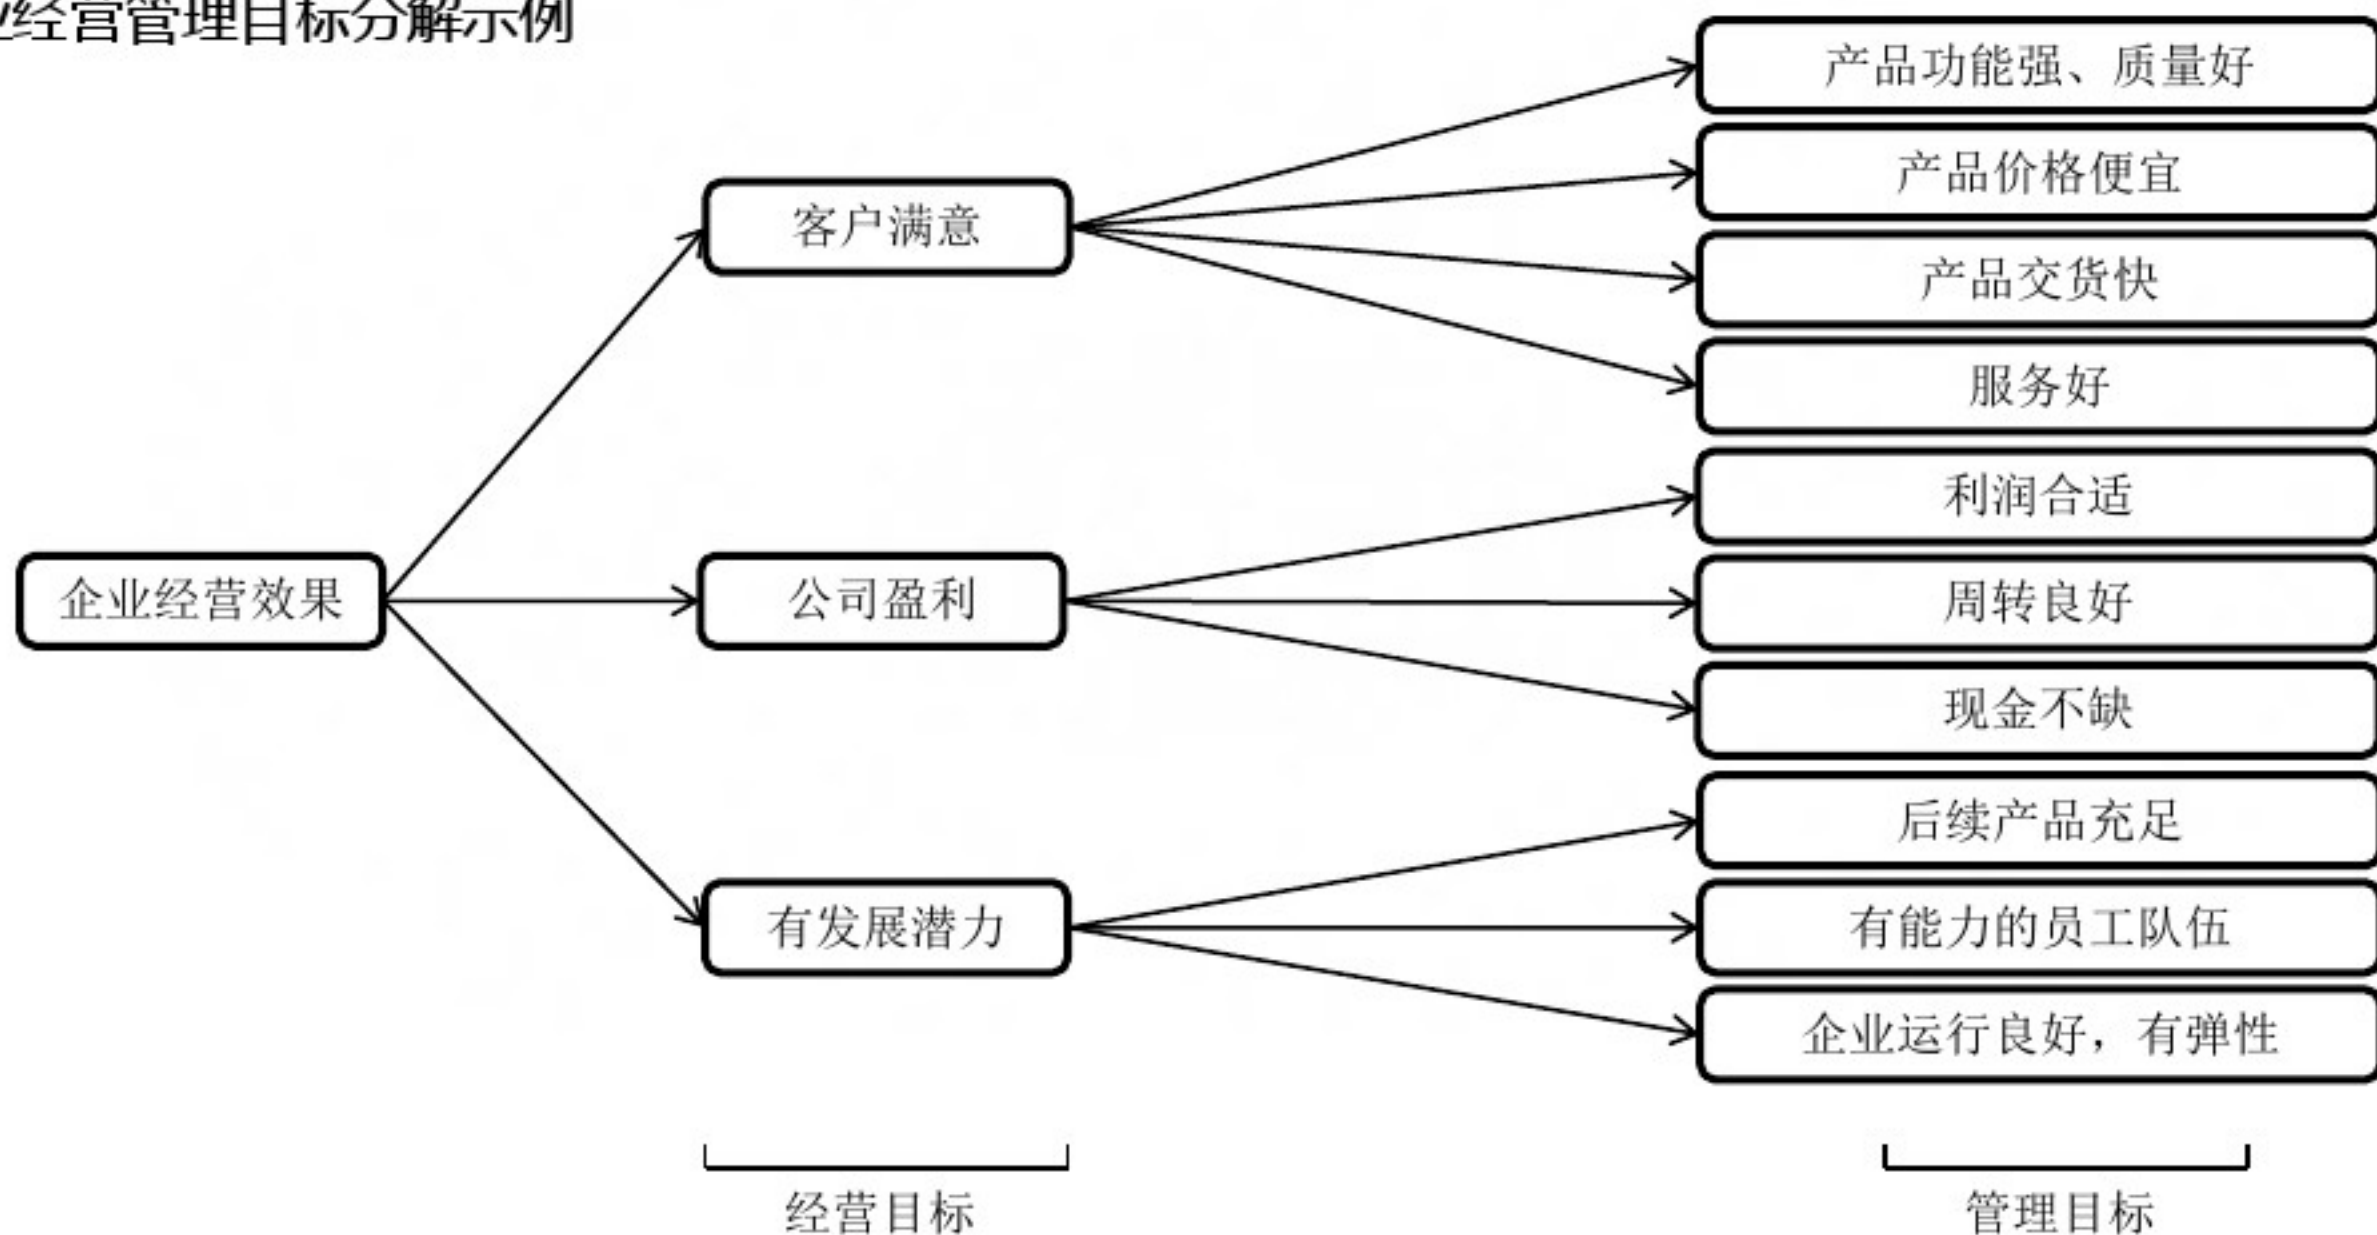 业经营管理目标分解示例
产品功能强、质量好
产品价格便宜
客户满意
产品交货快
服务好
利润合适
企业经营效果
公司盈利
周转良好
现金不缺
后续产品充足
有发展潜力
有能力的员工队伍
企业运行良好，有弹性
经营目标
管理目标